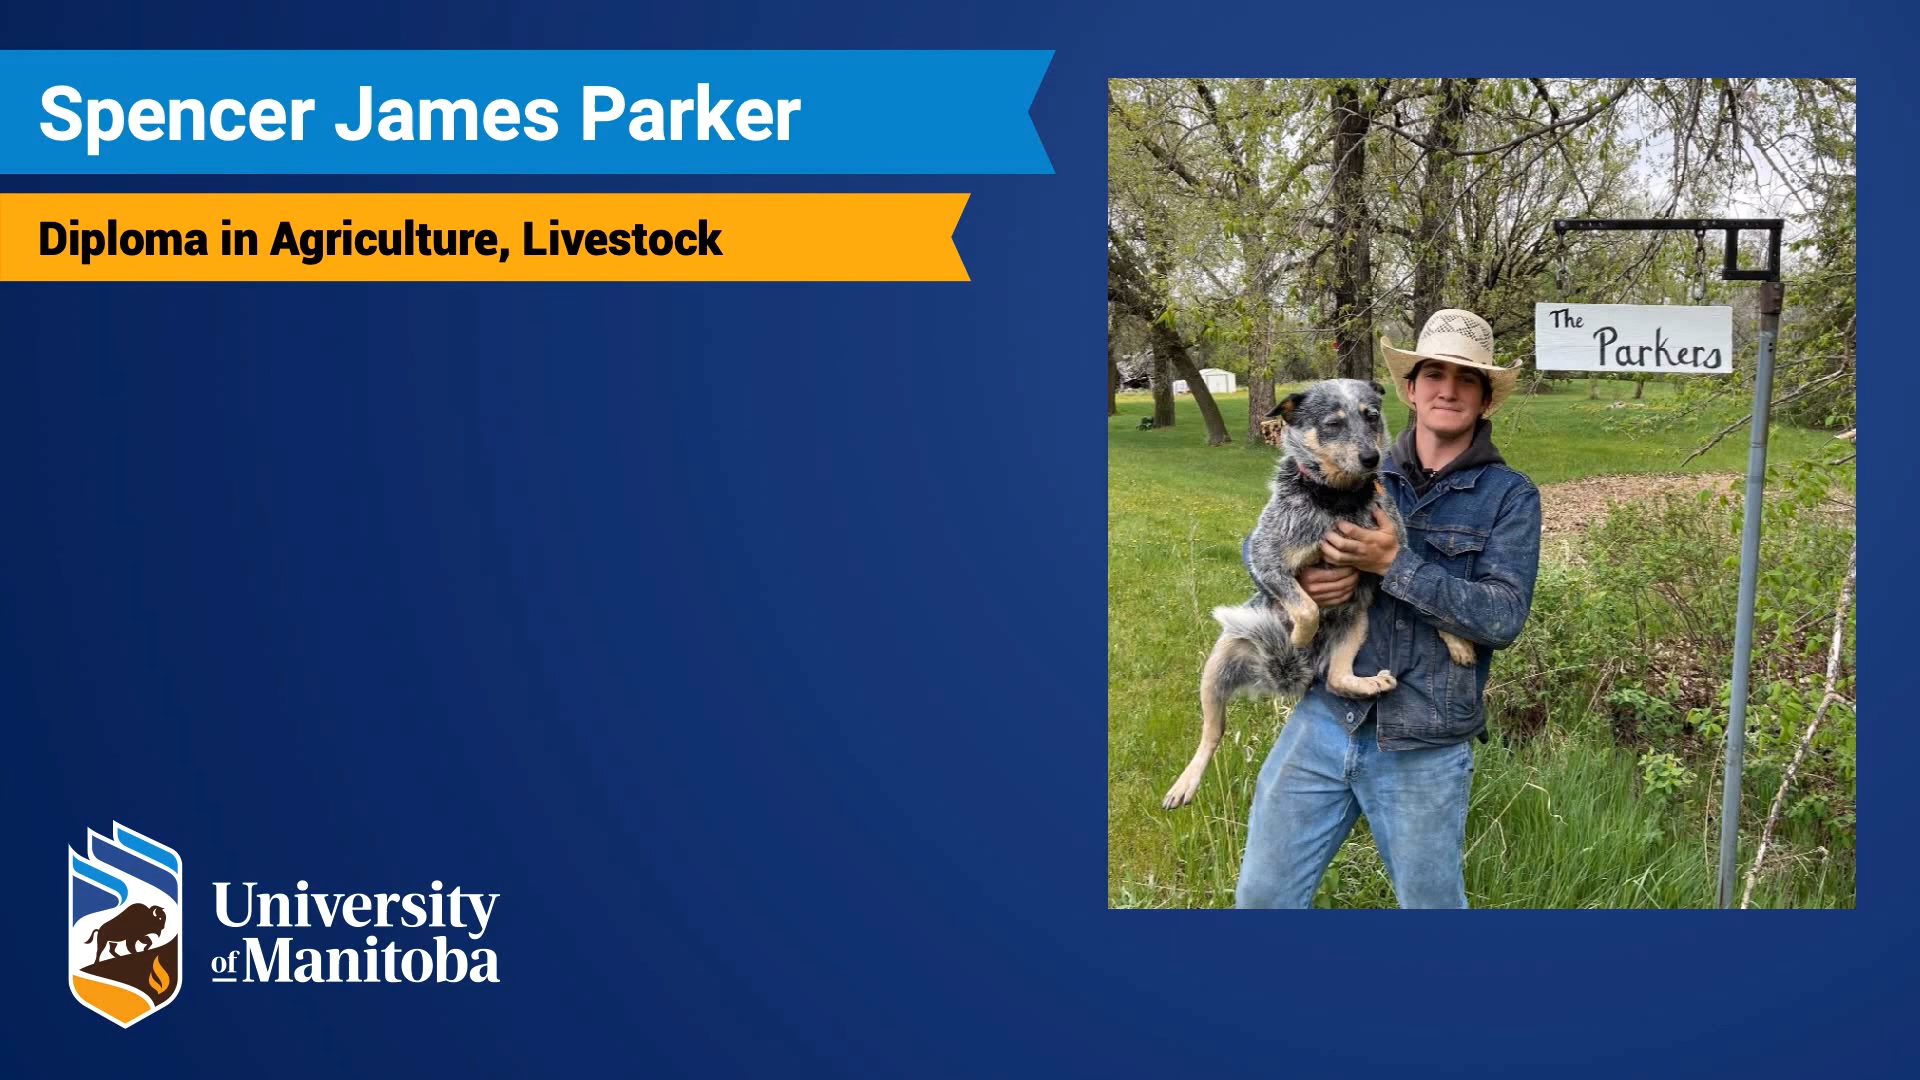 Spencer James Parker
Diploma in Agriculture, Livestock
The
Parkers
University
of Manitoba